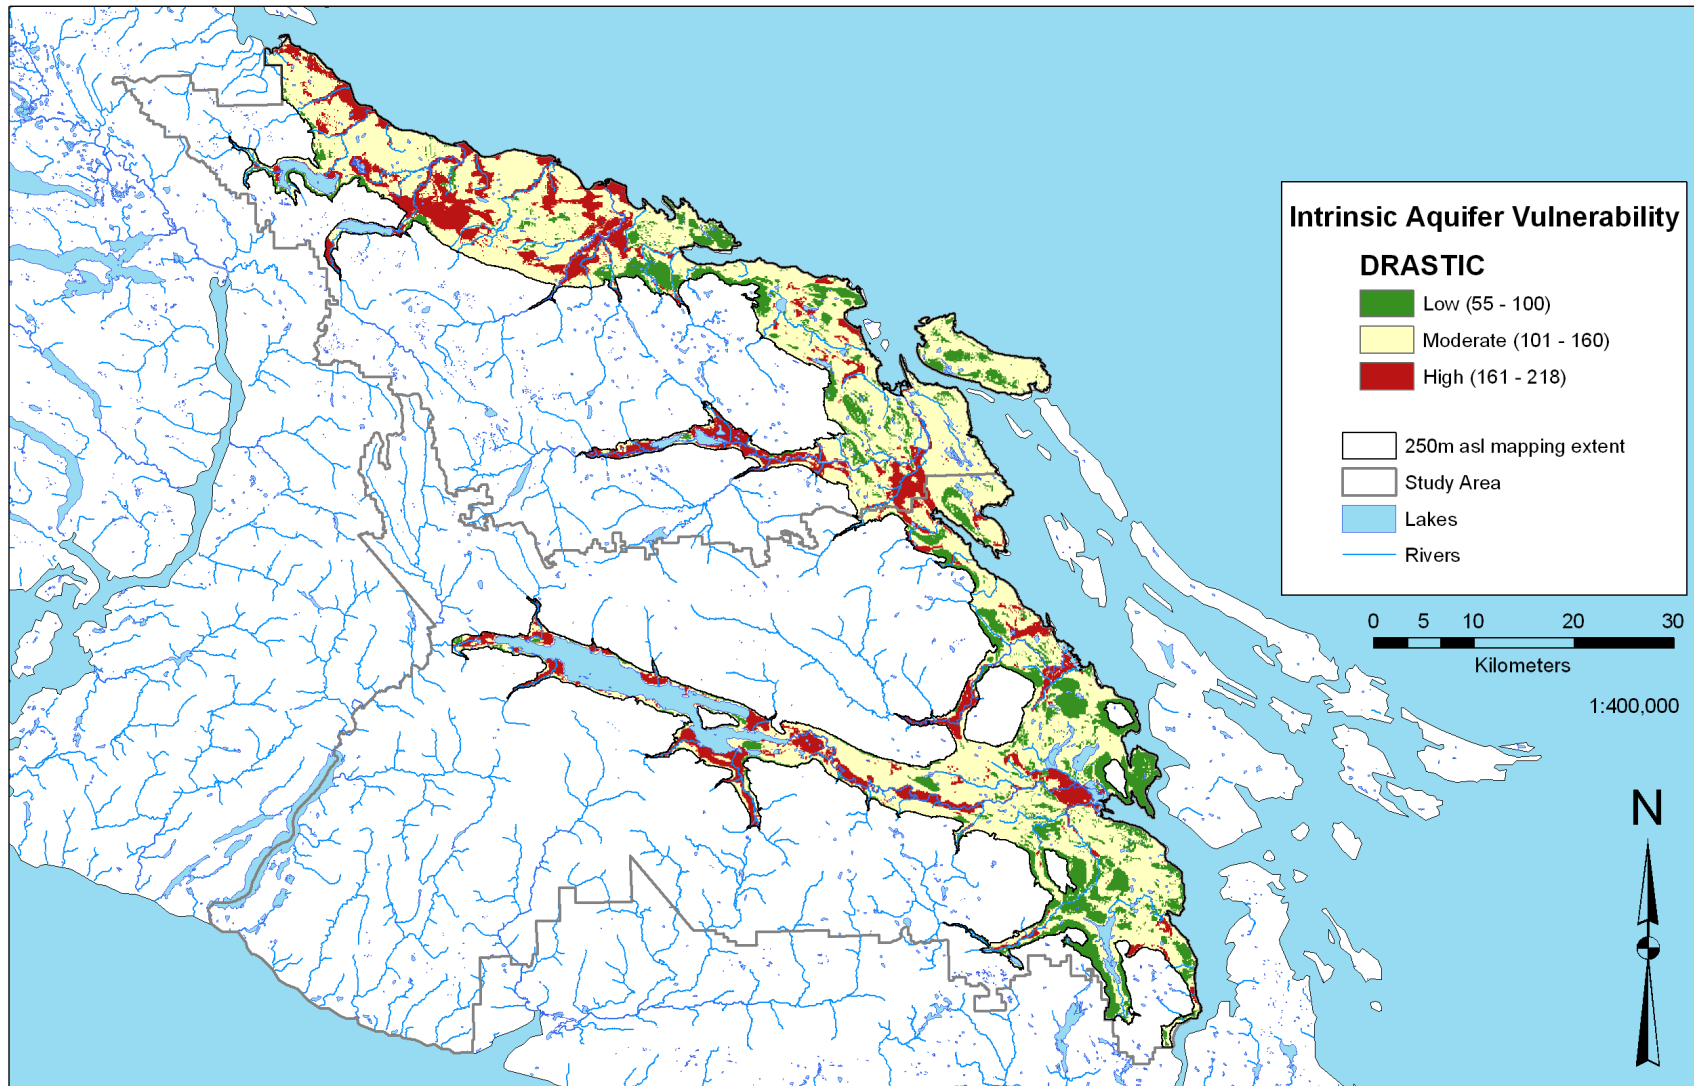 Intrinsic Aquifer Vulnerability
DRASTIC
Low (55 - 100)
Moderate (101 - 160)
High (161 - 218)
250m asl mapping extent
Study Area
Lakes
Rivers
0 5 10 20 30
Kilometers
1:400,000
N